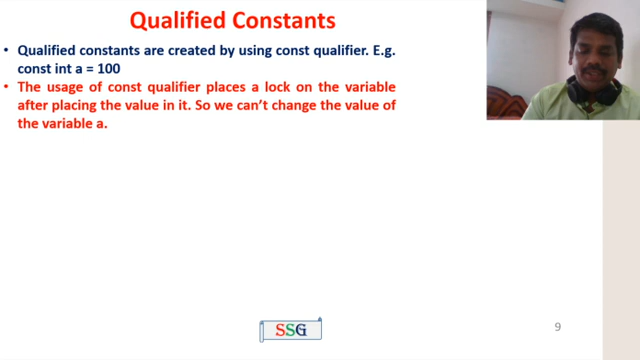 Qualified Constants
• Qualified constants are created by using const qualifier. E.g.
const int a = 100
• The usage of const qualifier places a lock on the variable
after placing the value in it. So we can't change the value of
the variable a.
SSG
9